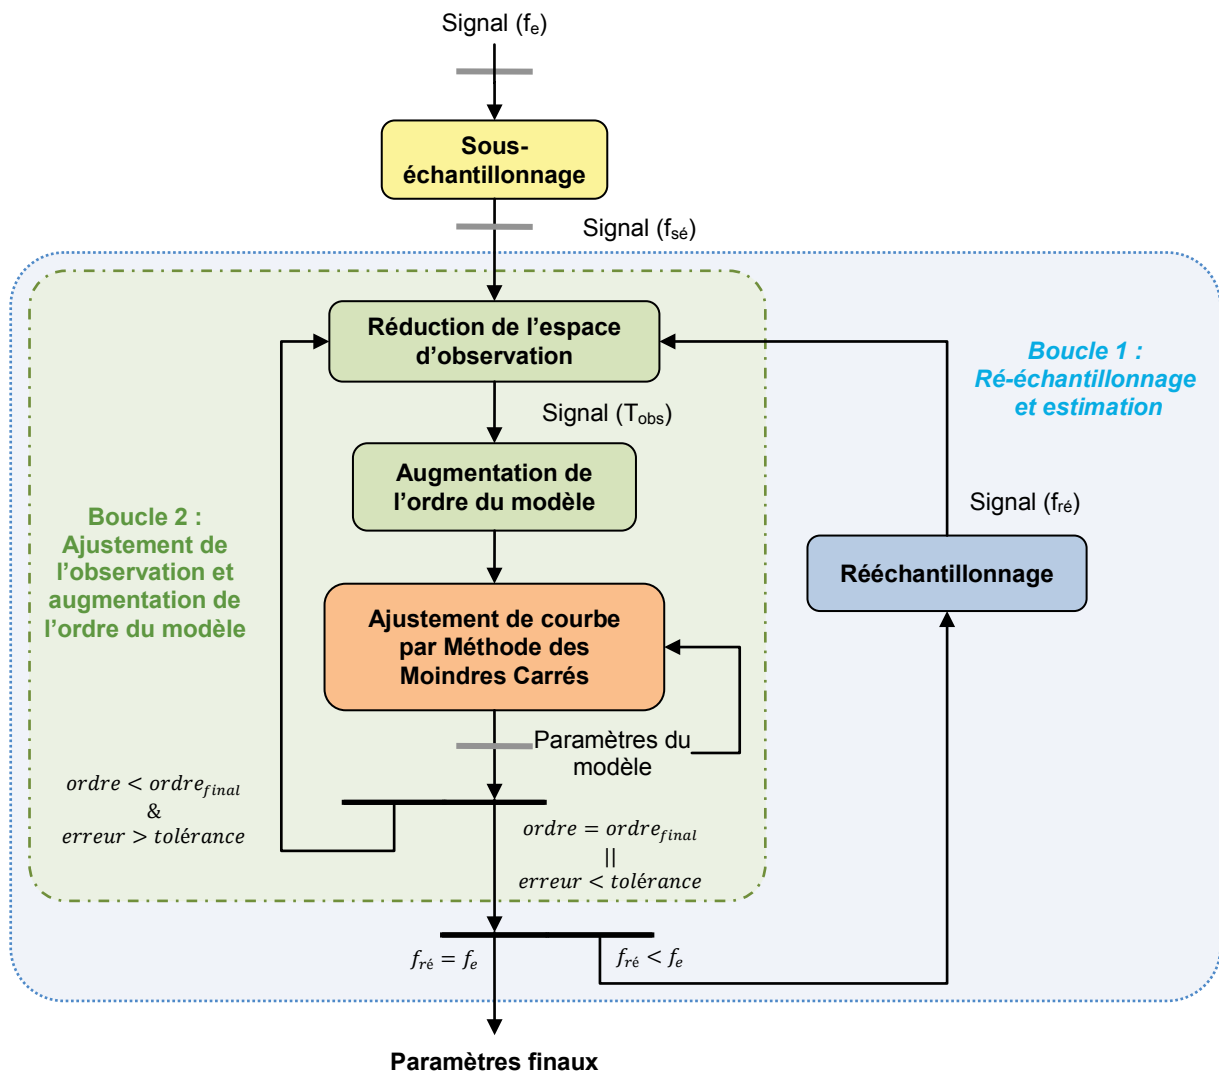 Signal (fe)
Sous-
échantillonnage
Signal (fsé)
Réduction de l’espace
d’observation
Boucle 1 :
Ré-échantillonnage
et estimation
Signal (Tobs)
Augmentation de
l’ordre du modèle
Signal (fré)
Boucle 2 :
Ajustement de
l’observation et
augmentation de
l’ordre du modèle
Rééchantillonnage
Ajustement de courbe
par Méthode des
Moindres Carrés
Paramètres du
modèle
ordre < ordrefinal
&
erreur > tolérance
ordre = ordrefinal
||
erreur < tolérance
fré = fe
fré < fe
Paramètres finaux